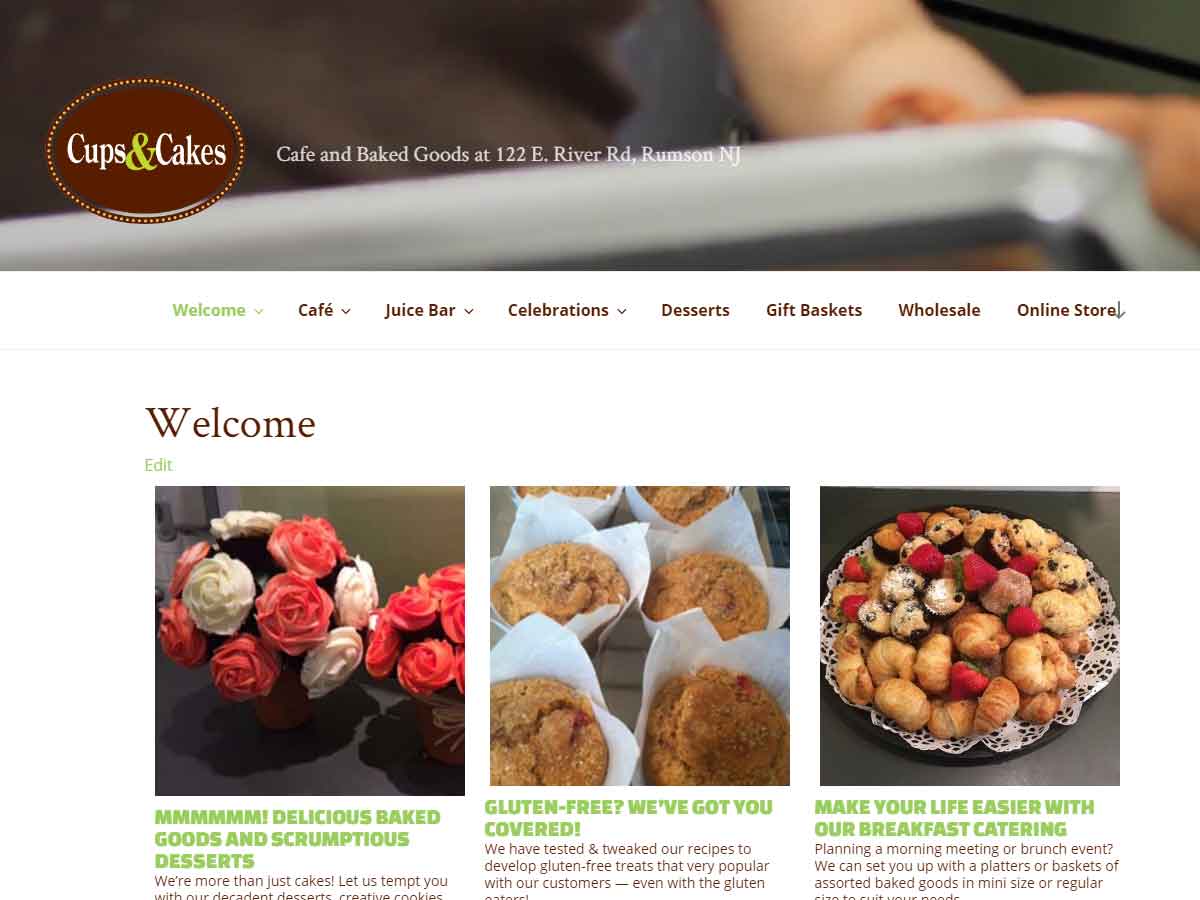 Cups&Cakes
Cafe and Baked Goods at 122 E. River Rd, Rumson NJ
Welcome
Café
Juice Bar
Celebrations
Desserts
Gift Baskets
Wholesale
Online Store
Welcome
Edit
MMMMMM! DELICIOUS BAKED
GOODS AND SCRUMPTIOUS
DESSERTS
We're more than just cakes! Let us tempt you
with our decadent desserts, creative cookies,
GLUTEN-FREE? WE'VE GOT YOU
COVERED!
We have tested & tweaked our recipes to
develop gluten-free treats that very popular
with our customers — even with the gluten
eaters!
MAKE YOUR LIFE EASIER WITH
OUR BREAKFAST CATERING
Planning a morning meeting or brunch event?
We can set you up with a platters or baskets of
assorted baked goods in mini size or regular
size to suit your needs.